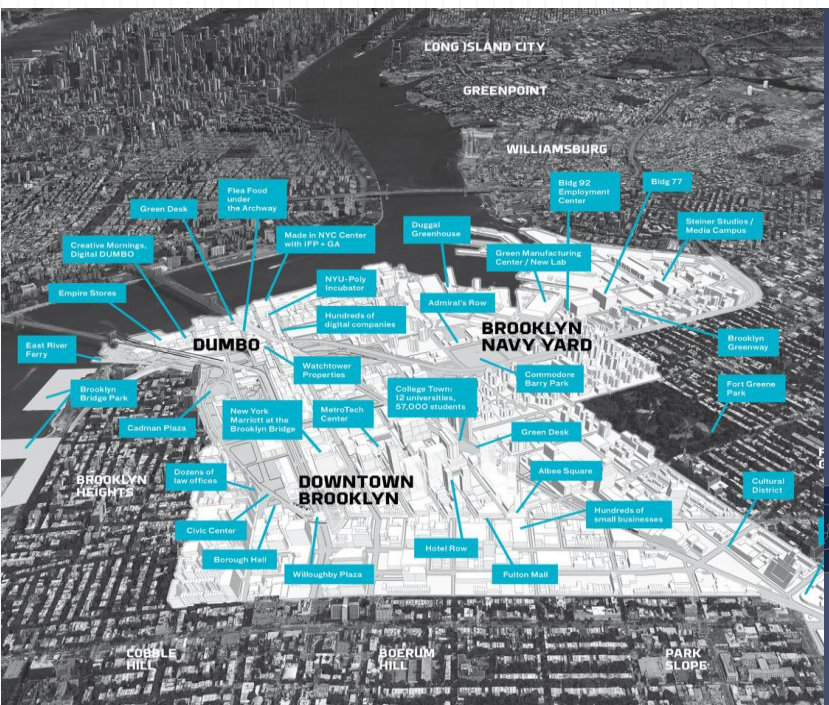 LONG ISLAND CITY
GREENPOINT
WILLIAMSBURG
Bldg 92
Employment
Center
Bldg 77
Flea Food
under
the Archway
Green Desk
Steiner Studios /
Media Campus
Made in NYC Center
with IFP + GA
Duggal
Greenhouse
Creative Mornings,
Digital DUMBO
Green Manufacturing
Center / New Lab
NYU-Poly
Incubator
Empire Stores
Admiral's Row
Hundreds of
digital companies
BROOKLYN
NAVY YARD
DUMBO
East River
Ferry
Brooklyn
Greenway
Watchtower
Properties
Commodore
Barry Park
Brooklyn
Bridge Park
College Town:
12 universities,
57,000 students
Fort Greene
Park
New York
Marriott at the
Brooklyn Bridge
MetroTech
Center
Cadman Plaza
Green Desk
BROOKLYN
HEIGHTS
Dozens of
law offices
DOWNTOWN
BROOKLYN
Albee Square
Cultural
District
Hundreds of
small businesses
Civic Center
Borough Hall
Hotel Row
Willoughby Plaza
Fulton Mall
COBBLE
HILL
BOERUM
HILL
PARK
SLOPE